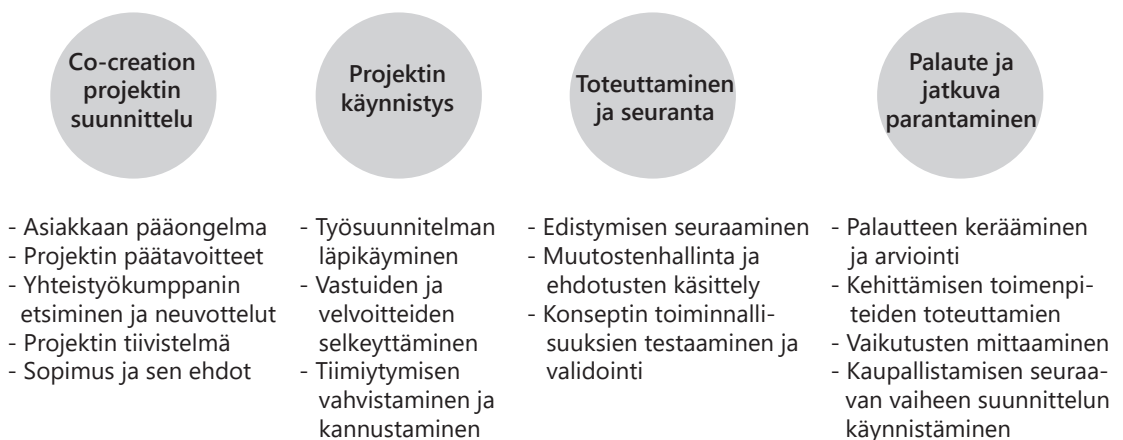 Co-creation
projektin
suunnittelu
Projektin
käynnistys
Toteuttaminen
ja seuranta
Palaute ja
jatkuva
parantaminen
- Asiakkaan pääongelma
- Projektin päätavoitteet
- Yhteistyökumppanin
etsiminen ja neuvottelut
- Projektin tiivistelmä
- Sopimus ja sen ehdot
- Työsuunnitelman
läpikäyminen
- Vastuiden ja
velvoitteiden
selkeyttäminen
- Tiimiytymisen
vahvistaminen ja
kannustaminen
- Edistymisen seuraaminen
- Muutostenhallinta ja
ehdotusten käsittely
- Konseptin toiminnalli-
suuksien testaaminen ja
validointi
- Palautteen kerääminen
ja arviointi
- Kehittämisen toimenpi-
teiden toteuttamien
- Vaikutusten mittaaminen
- Kaupallistamisen seuraa-
van vaiheen suunnittelun
käynnistäminen